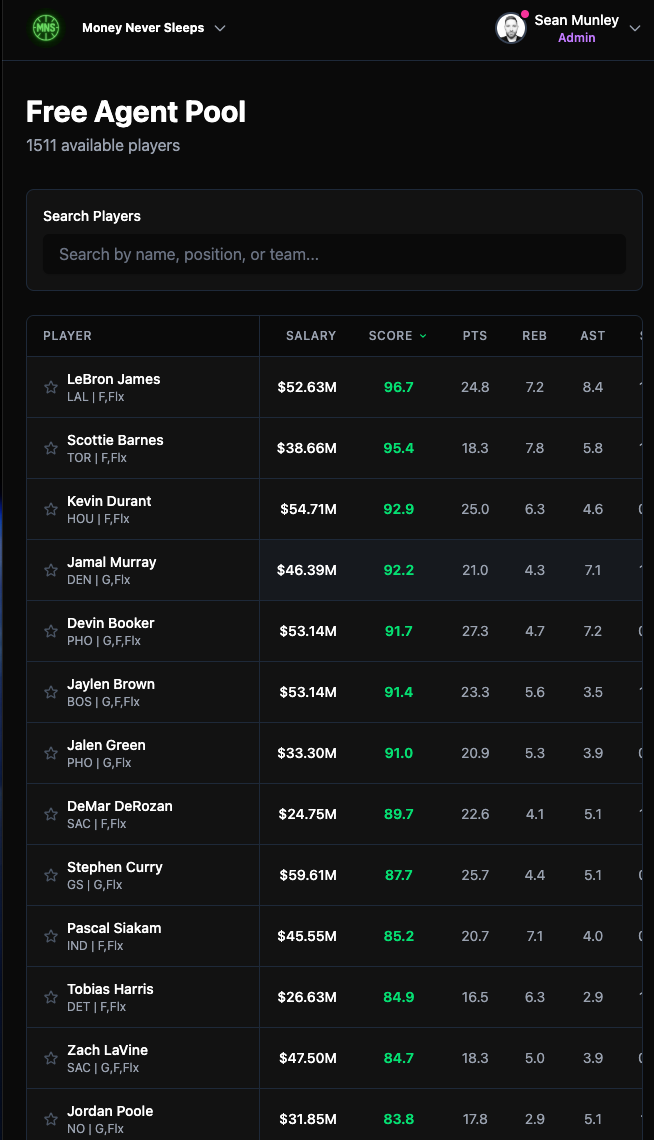 MNS
Money Never Sleeps
Sean Munley
Admin
Free Agent Pool
1511 available players
Search Players
Search by name, position, or team...
PLAYER SALARY SCORE PTS REB AST
LeBron James
LAL | F,Flx
$52.63M 96.7 24.8 7.2 8.4
Scottie Barnes
TOR | F,Flx
$38.66M 95.4 18.3 7.8 5.8
Kevin Durant
HOU | F,Flx
$54.71M 92.9 25.0 6.3 4.6
Jamal Murray
DEN | G,Flx
$46.39M 92.2 21.0 4.3 7.1
Devin Booker
PHO | G,F,Flx
$53.14M 91.7 27.3 4.7 7.2
Jaylen Brown
BOS | G,F,Flx
$53.14M 91.4 23.3 5.6 3.5
Jalen Green
PHO | G,Flx
$33.30M 91.0 20.9 5.3 3.9
DeMar DeRozan
SAC | F,Flx
$24.75M 89.7 22.6 4.1 5.1
Stephen Curry
GS | G,Flx
$59.61M 87.7 25.7 4.4 5.1
Pascal Siakam
IND | F,Flx
$45.55M 85.2 20.7 7.1 4.0
Tobias Harris
DET | F,Flx
$26.63M 84.9 16.5 6.3 2.9
Zach LaVine
SAC | G,F,Flx
$47.50M 84.7 18.3 5.0 3.9
Jordan Poole
NO | G,Flx
$31.85M 83.8 17.8 2.9 5.1